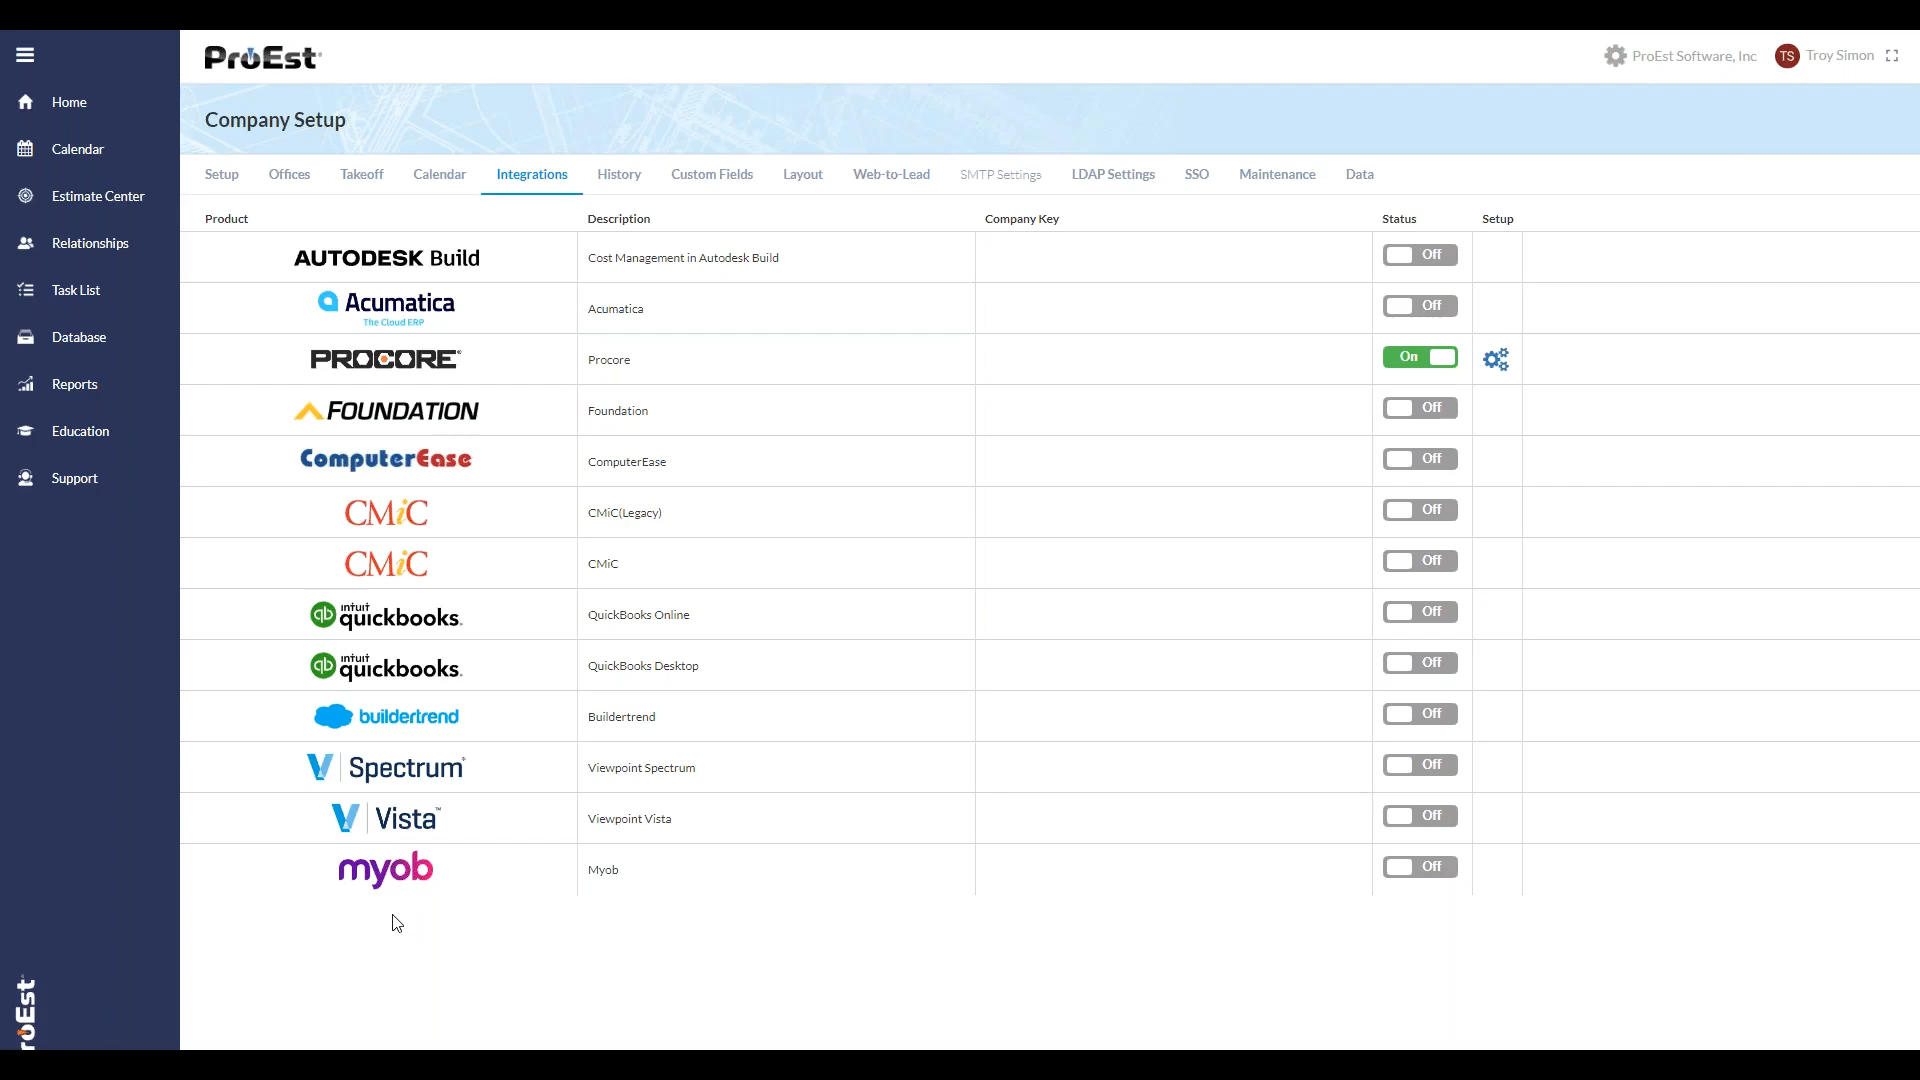 ProEst
ProEst Software, Inc
TS
Troy Simon
Home
Calendar
Estimate Center
Relationships
Task List
Database
Reports
Education
Support
Company Setup
Setup Offices Takeoff Calendar Integrations History Custom Fields Layout Web-to-Lead SMTP Settings LDAP Settings SSO Maintenance Data
Product Description Company Key Status Setup
AUTODESK Build Cost Management in Autodesk Build Off
Acumatica
The Cloud ERP
Acumatica Off
PROCORE Procore On
FOUNDATION Foundation Off
ComputerEase ComputerEase Off
CMiC CMiC(Legacy) Off
CMiC CMiC Off
qb intuit quickbooks. QuickBooks Online Off
qb intuit quickbooks. QuickBooks Desktop Off
buildertrend Buildertrend Off
Spectrum® Viewpoint Spectrum Off
Vista™ Viewpoint Vista Off
myob Myob Off
roEst